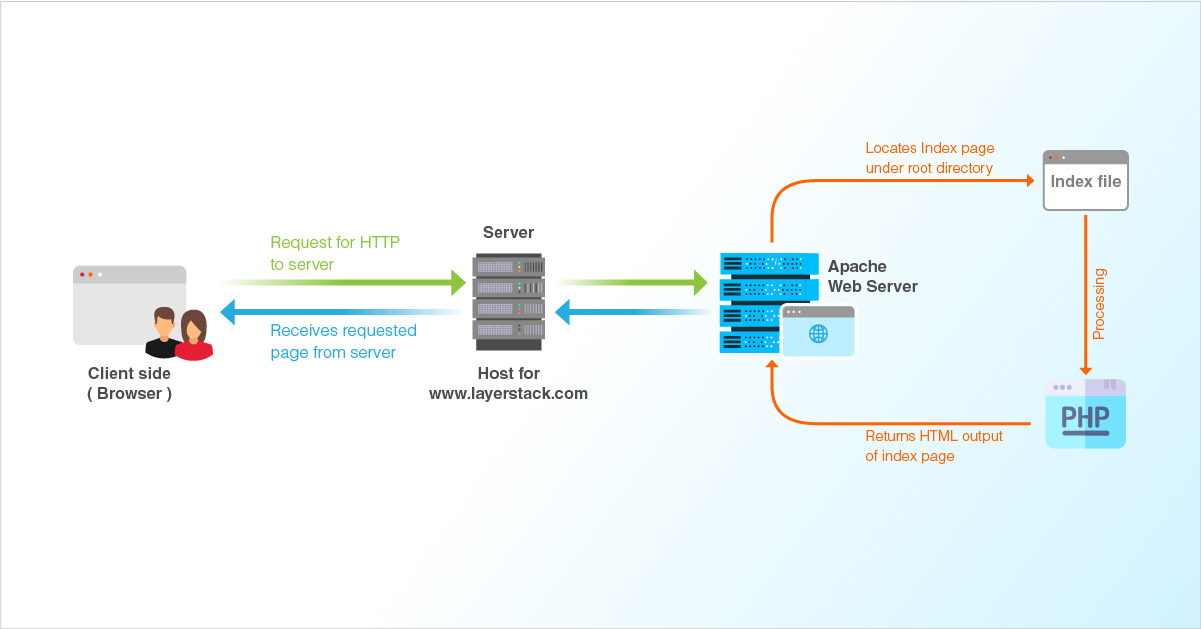 Locates Index page
under root directory
Index file
Server
Request for HTTP
to server
Apache
Web Server
Processing
Receives requested
page from server
Client side
( Browser )
Host for
www.layerstack.com
PHP
Returns HTML output
of index page